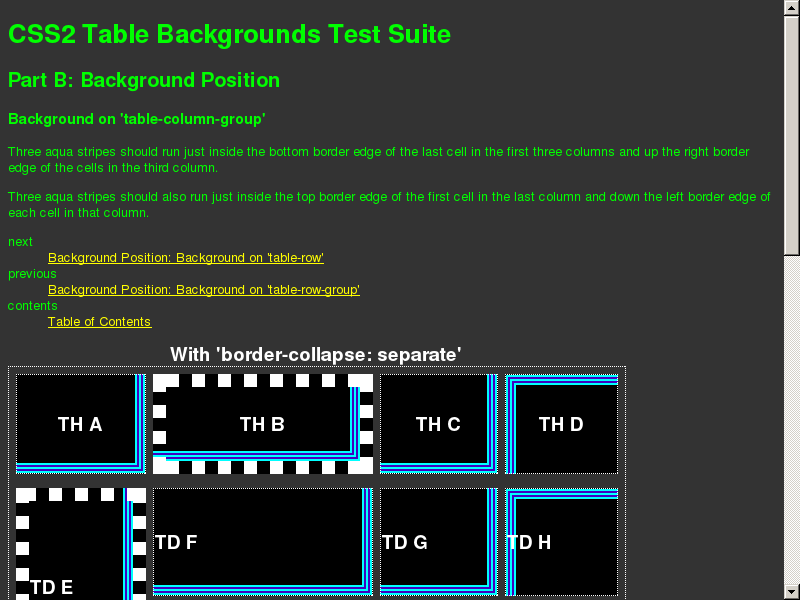 CSS2 Table Backgrounds Test Suite
Part B: Background Position
Background on 'table-column-group'
Three aqua stripes should run just inside the bottom border edge of the last cell in the first three columns and up the right border
edge of the cells in the third column.
Three aqua stripes should also run just inside the top border edge of the first cell in the last column and down the left border edge of
each cell in that column.
next
Background Position: Background on 'table-row'
previous
Background Position: Background on 'table-row-group'
contents
Table of Contents
With 'border-collapse: separate'
TH A TH B TH C TH D
TD F TD G TD H
TD E